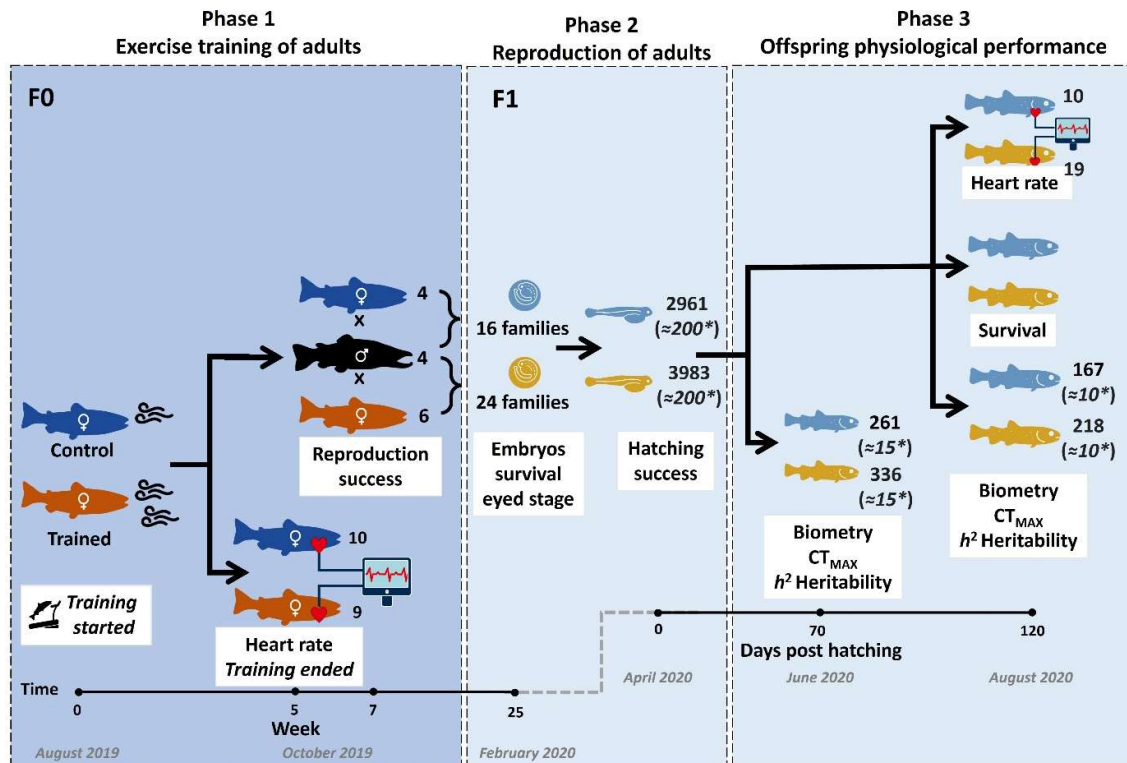 Phase 1
Exercise training of adults
Phase 2
Reproduction of adults
Phase 3
Offspring physiological performance
F0
♀
Control
♀
Trained
Training
started
♀
4
x
♂
4
x
♀
6
Reproduction
success
♀
10
♀
9
Heart rate
Training ended
F1
16 families
24 families
Embryos
survival
eyed stage
2961
(≈200*)
3983
(≈200*)
Hatching
success
10
19
Heart rate
Survival
261
(≈15*)
336
(≈15*)
Biometry
CTMAX
h² Heritability
167
(≈10*)
218
(≈10*)
Biometry
CTMAX
h² Heritability
Time
0
5
7
25
Week
August 2019
October 2019
February 2020
0
70
120
Days post hatching
April 2020
June 2020
August 2020